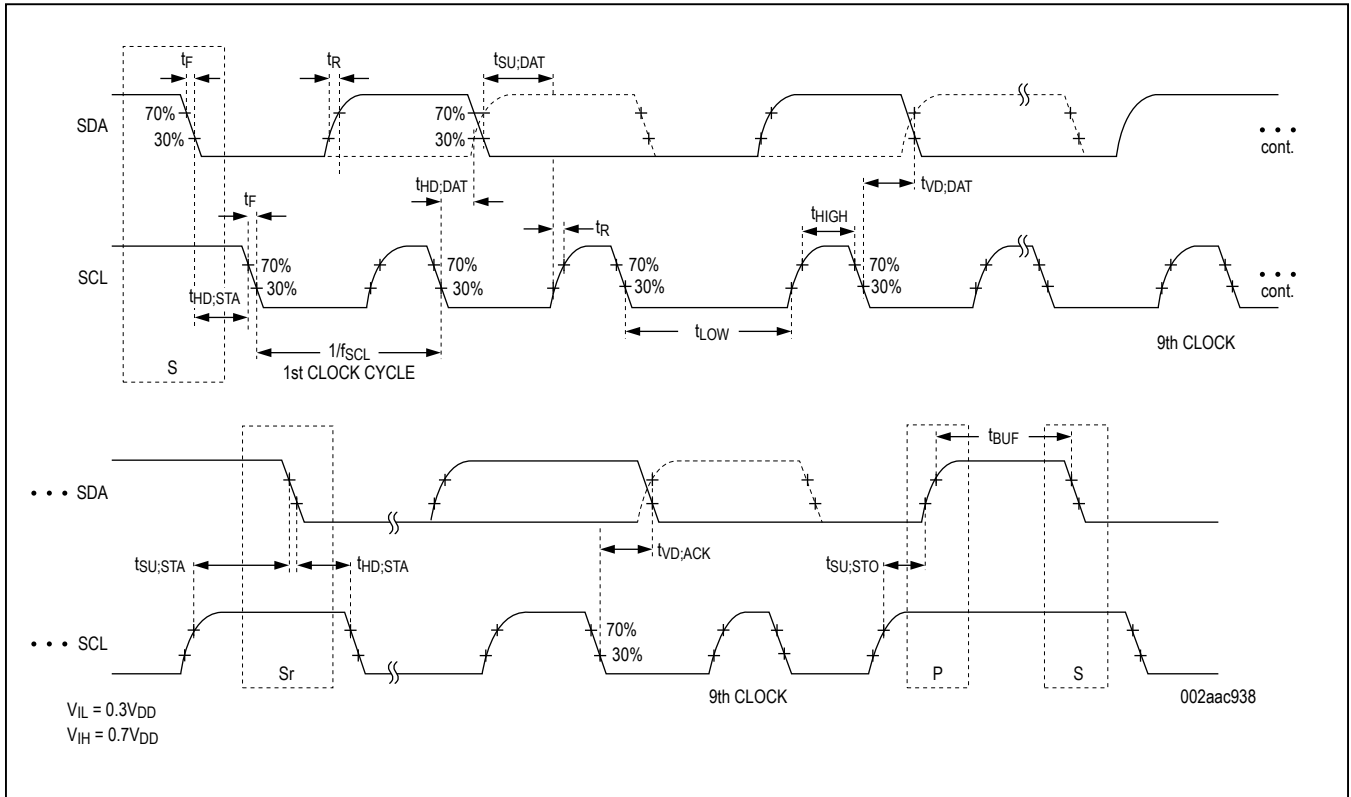 tF
tR
tSU;DAT
70%
30%
70%
30%
SDA
• • •
cont.
tHD;DAT
tVD;DAT
tF
tR
tHIGH
70%
30%
70%
30%
70%
30%
70%
30%
SCL
• • •
cont.
tHD;STA
tLOW
1/fSCL
1st CLOCK CYCLE
9th CLOCK
S
tBUF
• • • SDA
tSU;STA
tHD;STA
tVD;ACK
tSU;STO
70%
30%
• • • SCL
Sr
P
S
9th CLOCK
002aac938
VIL = 0.3VDD
VIH = 0.7VDD